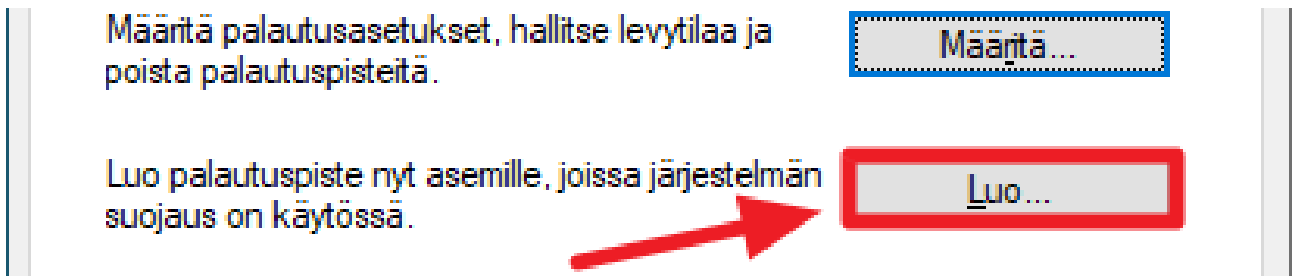 Määritä palautusasetukset, hallitse levytilaa ja
poista palautuspisteitä.
Määritä...
Luo palautuspiste nyt asemille, joissa järjestelmän
suojaus on käytössä.
Luo...